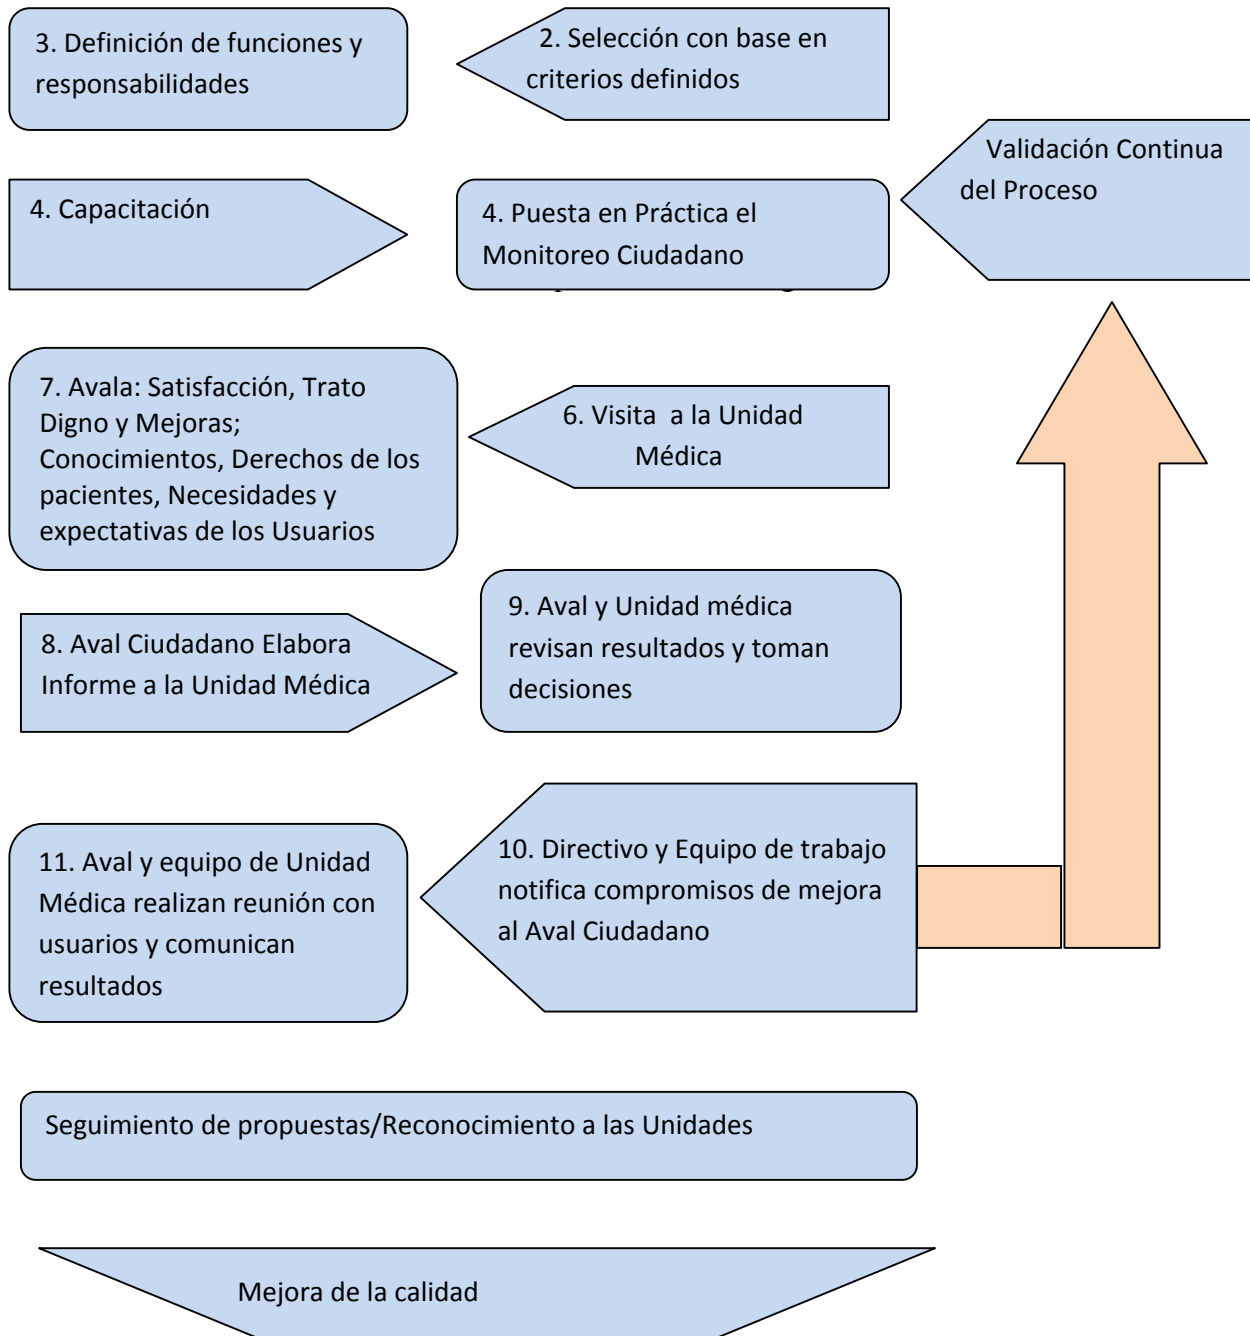 3. Definición de funciones y
responsabilidades
2. Selección con base en
criterios definidos
Validación Continua
del Proceso
4. Capacitación
4. Puesta en Práctica el
Monitoreo Ciudadano
7. Avala: Satisfacción, Trato
Digno y Mejoras;
Conocimientos, Derechos de los
pacientes, Necesidades y
expectativas de los Usuarios
6. Visita a la Unidad
Médica
8. Aval Ciudadano Elabora
Informe a la Unidad Médica
9. Aval y Unidad médica
revisan resultados y toman
decisiones
11. Aval y equipo de Unidad
Médica realizan reunión con
usuarios y comunican
resultados
10. Directivo y Equipo de trabajo
notifica compromisos de mejora
al Aval Ciudadano
Seguimiento de propuestas/Reconocimiento a las Unidades
Mejora de la calidad